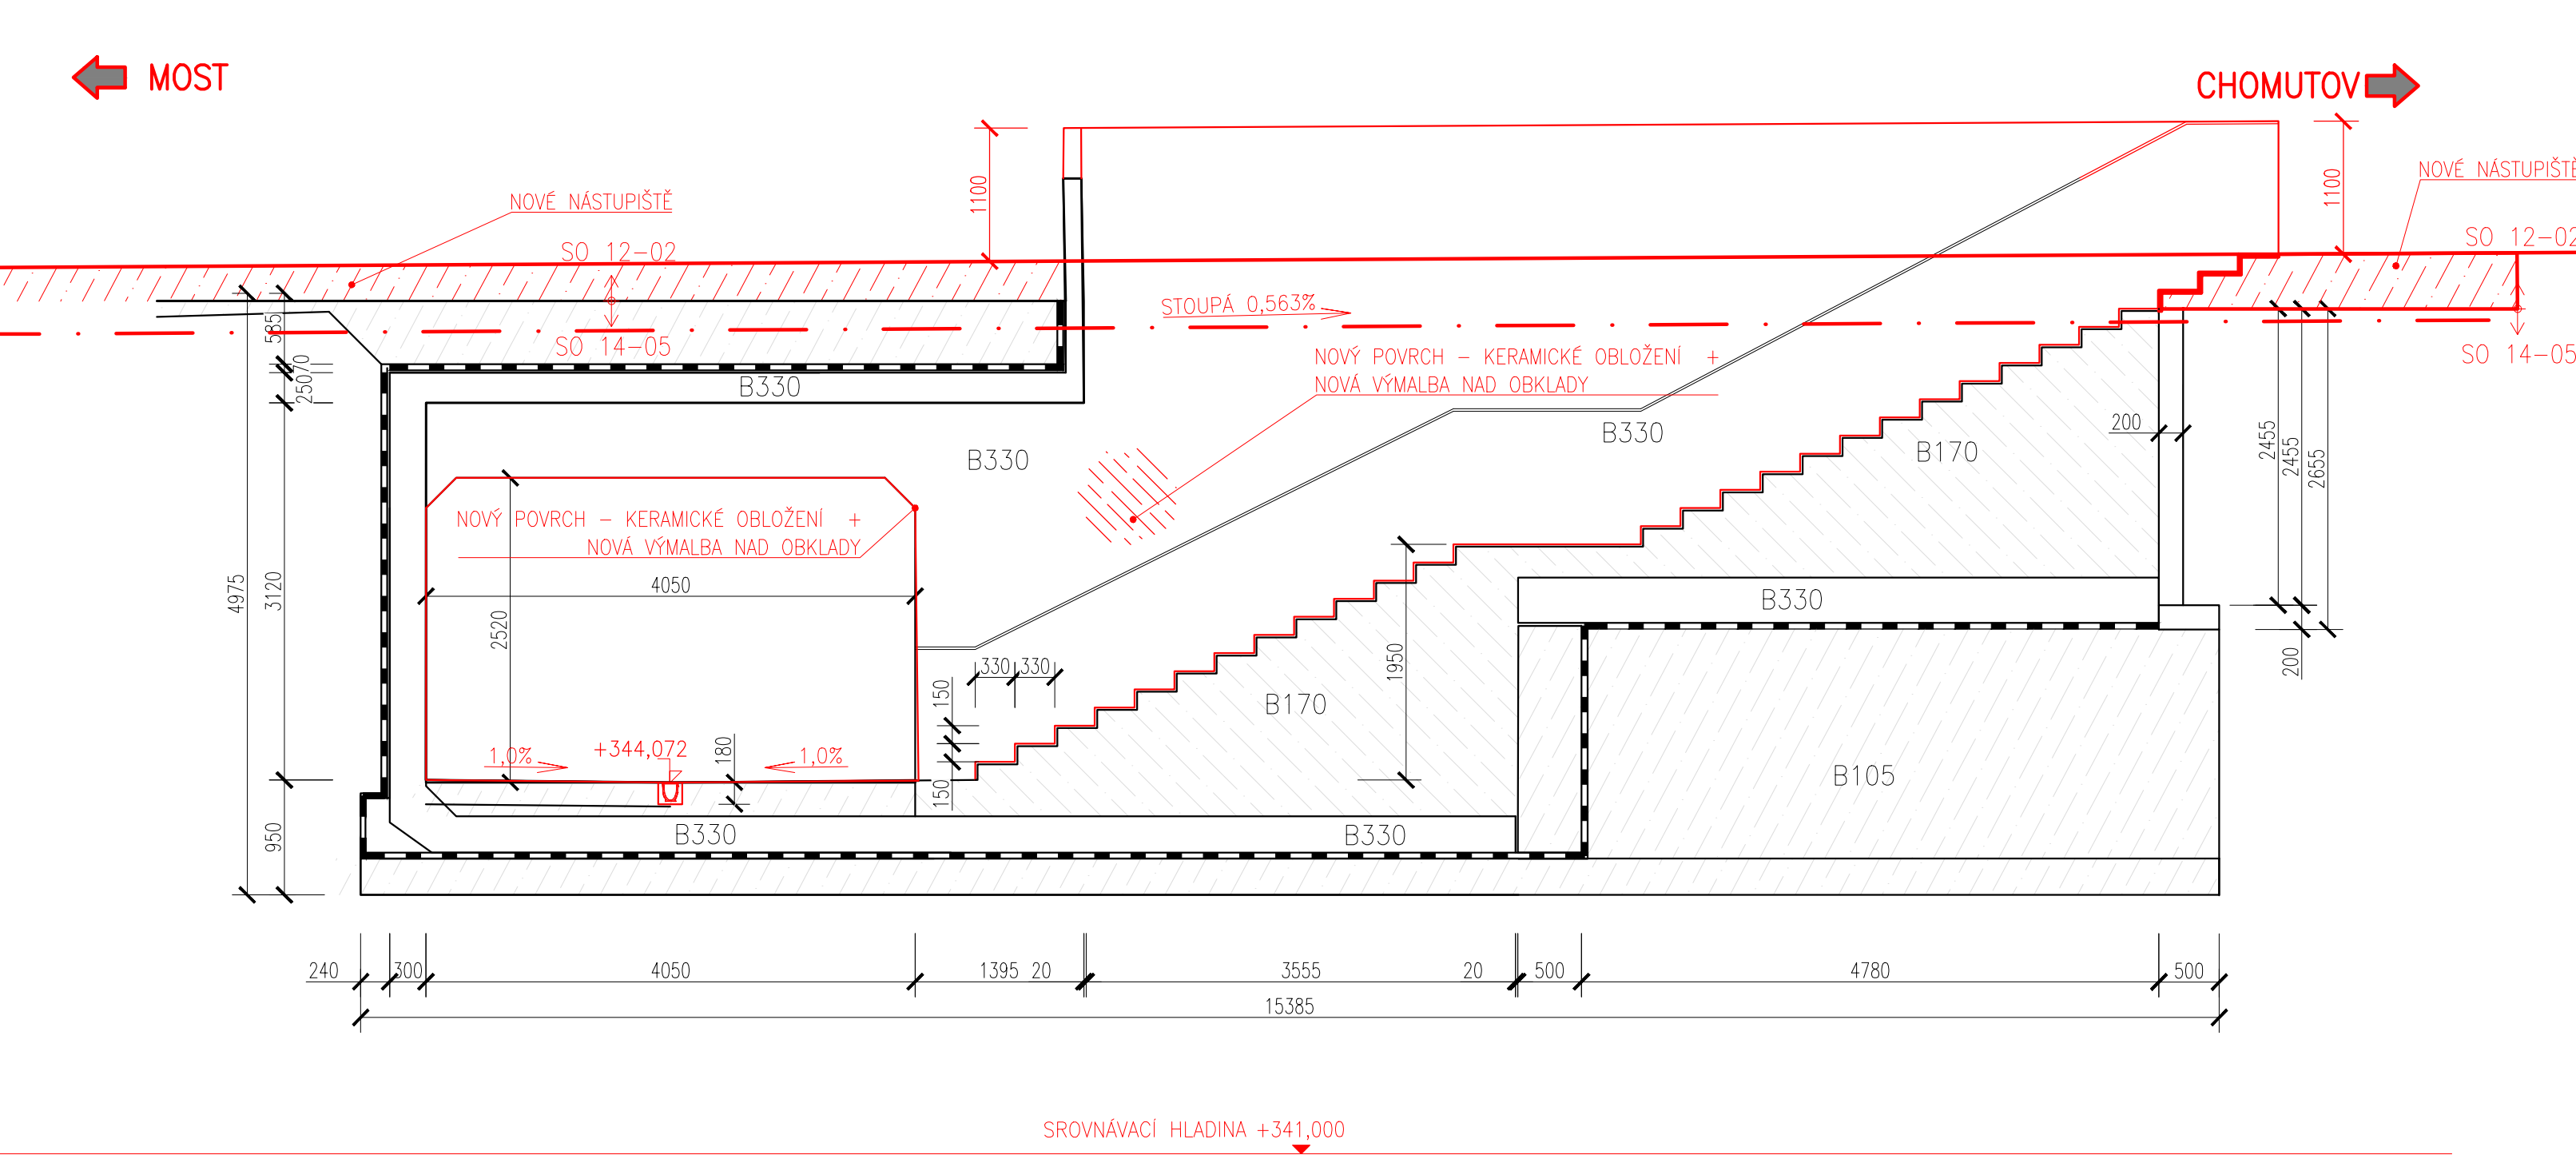 MOST
CHOMUTOV
1100
1100
NOVÉ NÁSTUPIŠTĚ
NOVÉ NÁSTUPIŠTĚ
SO 12-02
SO 12-02
STOUPÁ 0,563%
SO 14-05
SO 14-05
NOVÝ POVRCH - KERAMICKÉ OBLOŽENÍ +
NOVÁ VÝMALBA NAD OBKLADY
585
70
250
B330
B330
B330
B170
200
2455
2455
2655
NOVÝ POVRCH - KERAMICKÉ OBLOŽENÍ +
NOVÁ VÝMALBA NAD OBKLADY
4975
3120
4050
2520
B330
1950
330
330
150
200
B170
+344,072
1,0%
180
1,0%
150
B105
950
B330
B330
240
300
4050
1395
20
3555
20
500
4780
500
15385
SROVNÁVACÍ HLADINA +341,000